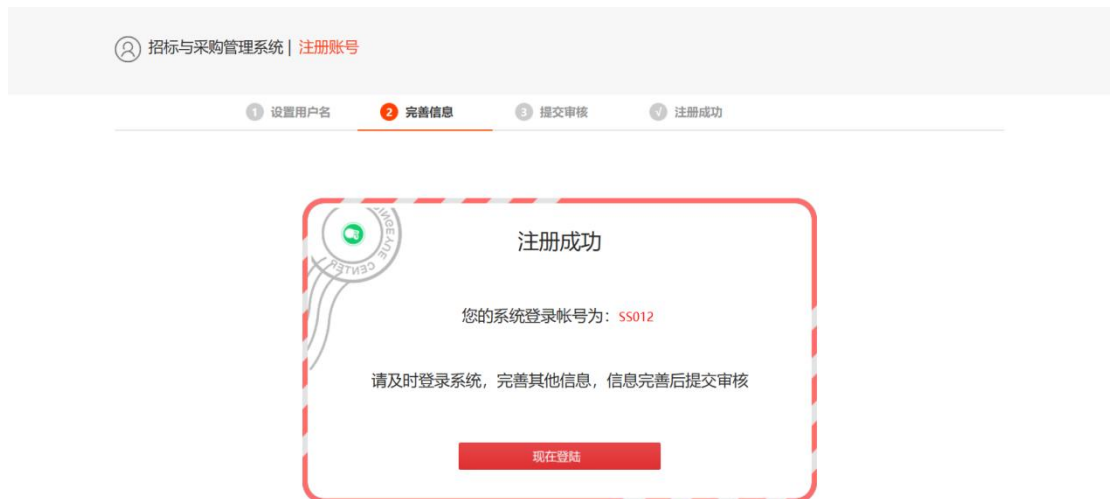 招标与采购管理系统 | 注册账号
1 设置用户名 2 完善信息 3 提交审核 √ 注册成功
CENTER
注册成功
您的系统登录帐号为：SS012
请及时登录系统，完善其他信息，信息完善后提交审核
现在登陆